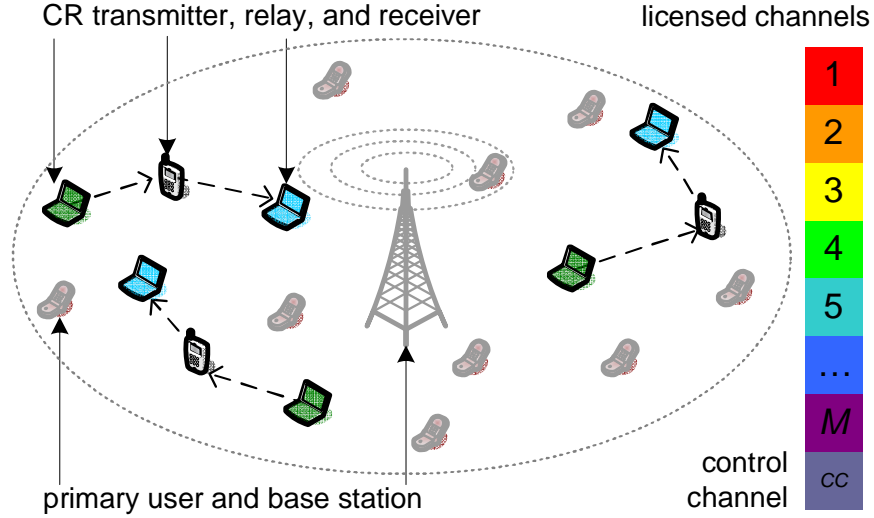 CR transmitter, relay, and receiver
licensed channels
1
2
3
4
5
...
M
control
channel
CC
primary user and base station